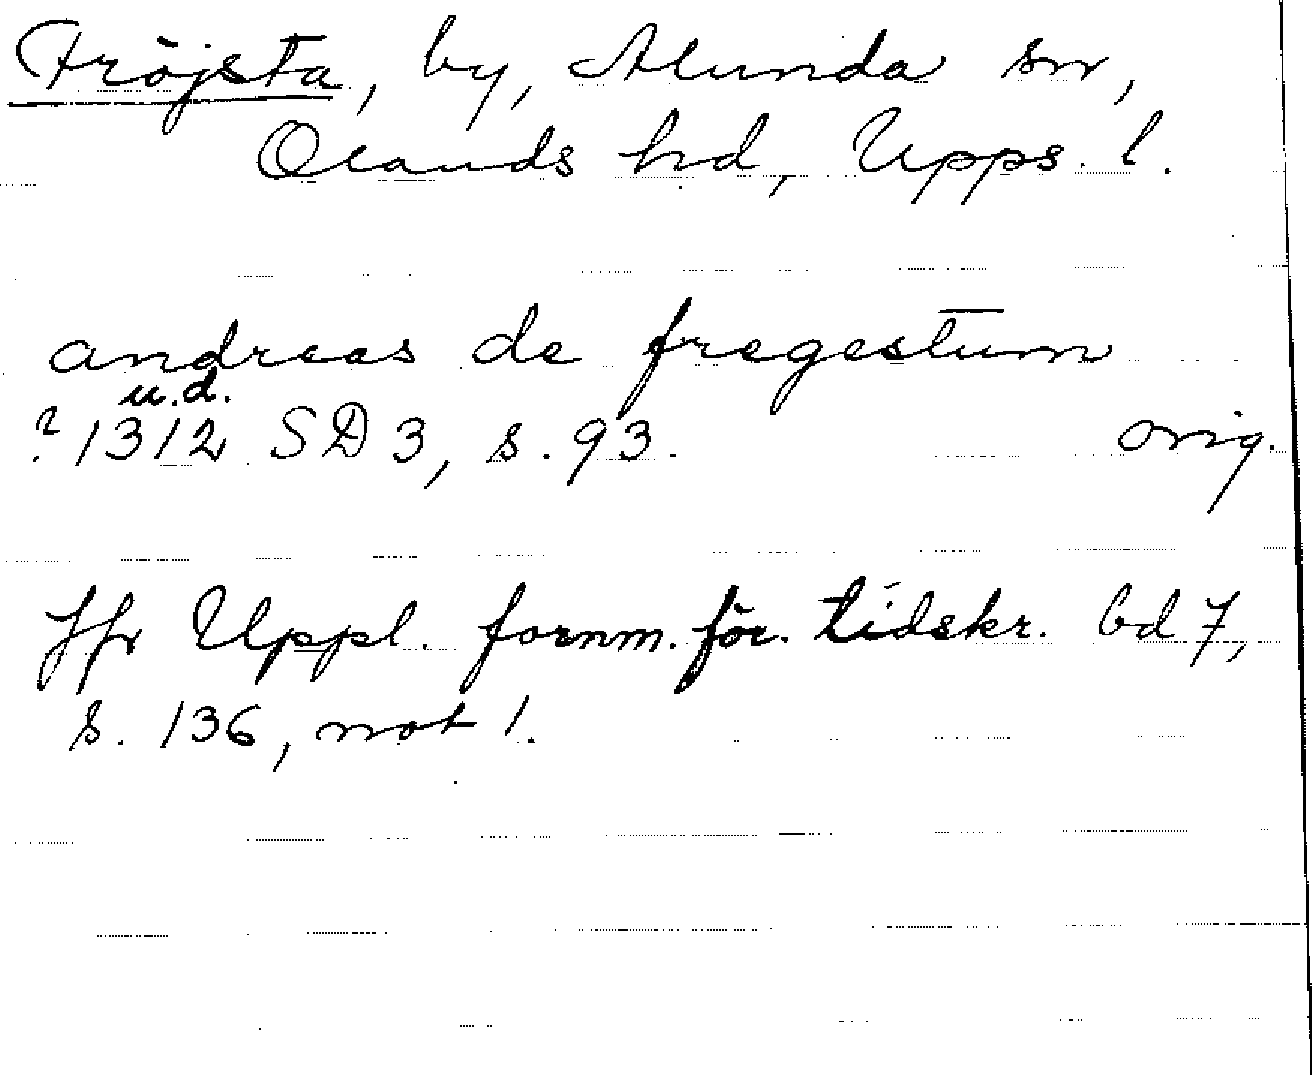 Fröjsta, by, Alunda sn,
Olands hd, Upps. l.
andreas de fregestum
u.d.
? 1312 SD 3, s. 93. orig.
Jfr Uppl. fornm. för. tidskr. bd 7,
s. 136, not 1.